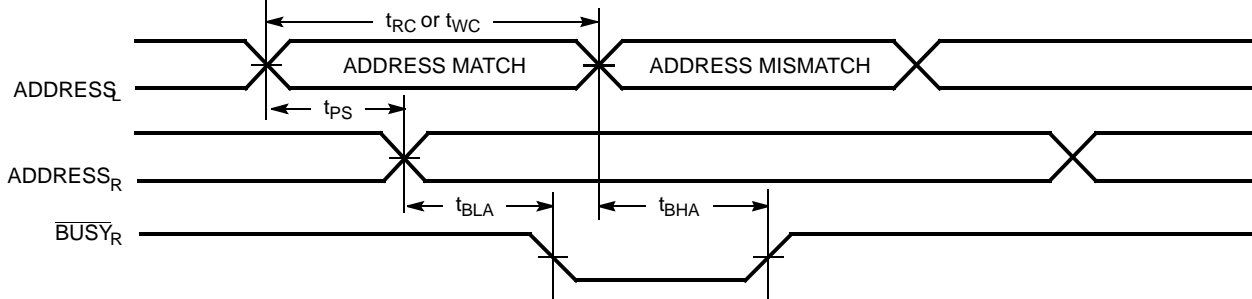 tRC or tWC
ADDRESSL
ADDRESS MATCH
ADDRESS MISMATCH
tPS
ADDRESSR
tBLA
tBHA
BUSYR